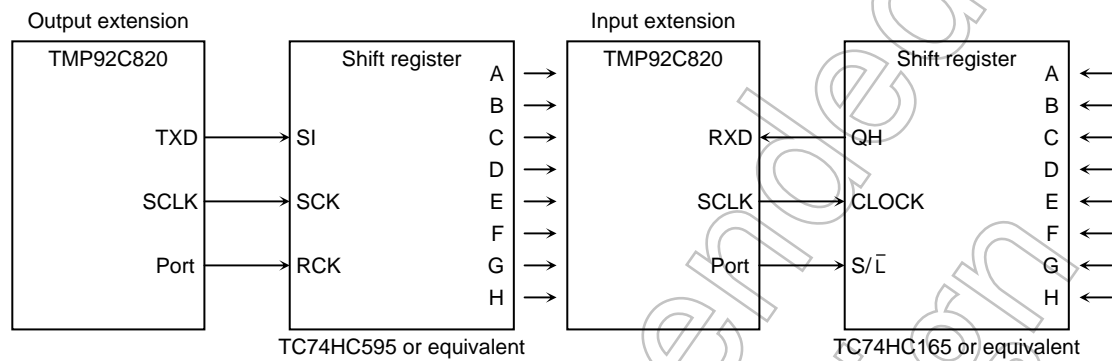 Output extension
TMP92C820
TXD
SCLK
Port
Shift register
SI
SCK
RCK
A
B
C
D
E
F
G
H
TC74HC595 or equivalent
Input extension
TMP92C820
RXD
SCLK
Port
Shift register
QH
CLOCK
S/L̅
A
B
C
D
E
F
G
H
TC74HC165 or equivalent